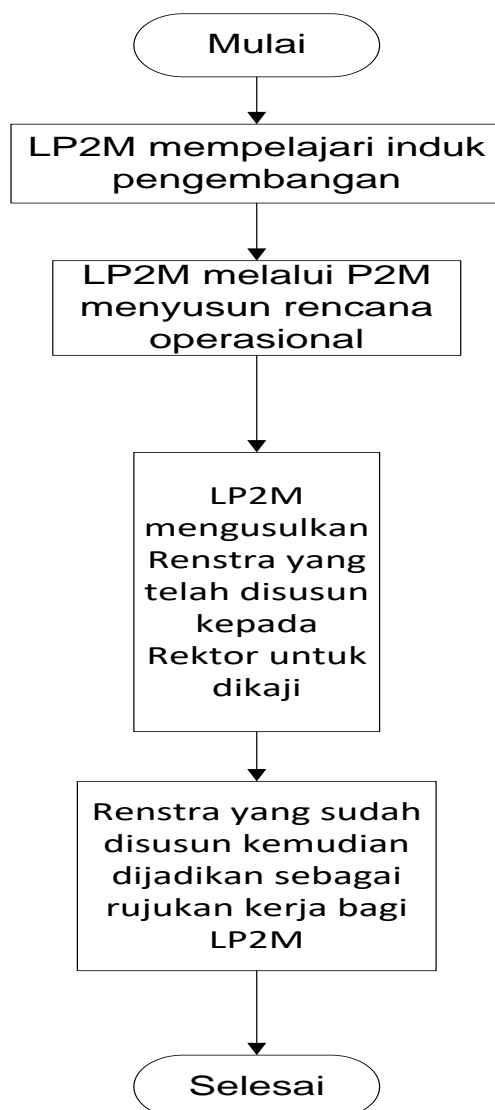 Mulai
LP2M mempelajari induk
pengembangan
LP2M melalui P2M
menyusun rencana
operasional
LP2M
mengusulkan
Renstra yang
telah disusun
kepada
Rektor untuk
dikaji
Renstra yang sudah
disusun kemudian
dijadikan sebagai
rujukan kerja bagi
LP2M
Selesai